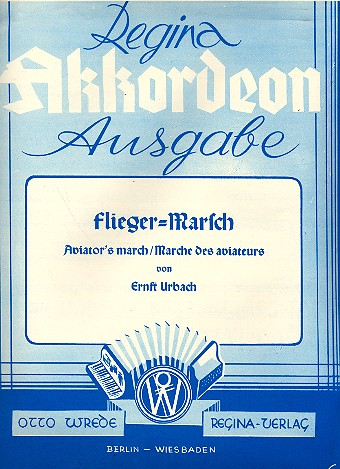 Regina
Akkordeon
Ausgabe
Flieger=Marsch
Aviator's march/Marche des aviateurs
von
Ernst Urbach
OW
OTTO WREDE REGINA-VERLAG
BERLIN — WIESBADEN